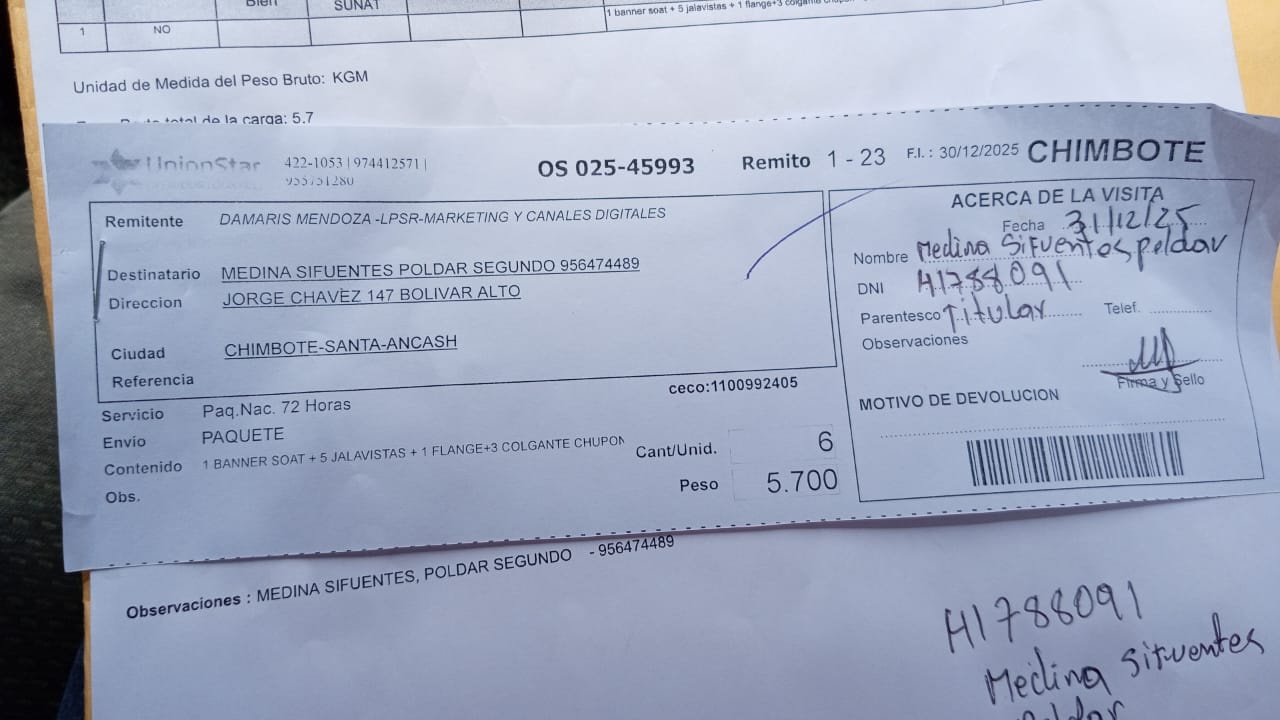 Bien
SUNAT
1 banner soat + 5 jalavistas + 1 flange+3 colgante
1 NO
Unidad de Medida del Peso Bruto: KGM
total de la carga: 5.7
UnionStar 422-1053 | 974412571 |
955751280
OS 025-45993 Remito 1 - 23 F.I. : 30/12/2025 CHIMBOTE
Remitente DAMARIS MENDOZA -LPSR-MARKETING Y CANALES DIGITALES
Destinatario MEDINA SIFUENTES POLDAR SEGUNDO 956474489
Direccion JORGE CHAVEZ 147 BOLIVAR ALTO
Ciudad CHIMBOTE-SANTA-ANCASH
Referencia
ceco:1100992405
Servicio Paq.Nac. 72 Horas
Envío PAQUETE
Contenido 1 BANNER SOAT + 5 JALAVISTAS + 1 FLANGE+3 COLGANTE CHUPON
Obs.
Cant/Unid. 6
Peso 5.700
ACERCA DE LA VISITA
Fecha 31/12/25
Nombre Medina Sifuentes poldar
DNI 41788091
Parentesco Titular Telef.
Observaciones
Firma y Sello
MOTIVO DE DEVOLUCION
Observaciones : MEDINA SIFUENTES, POLDAR SEGUNDO - 956474489
41788091
Medina Sifuentes
Poldar